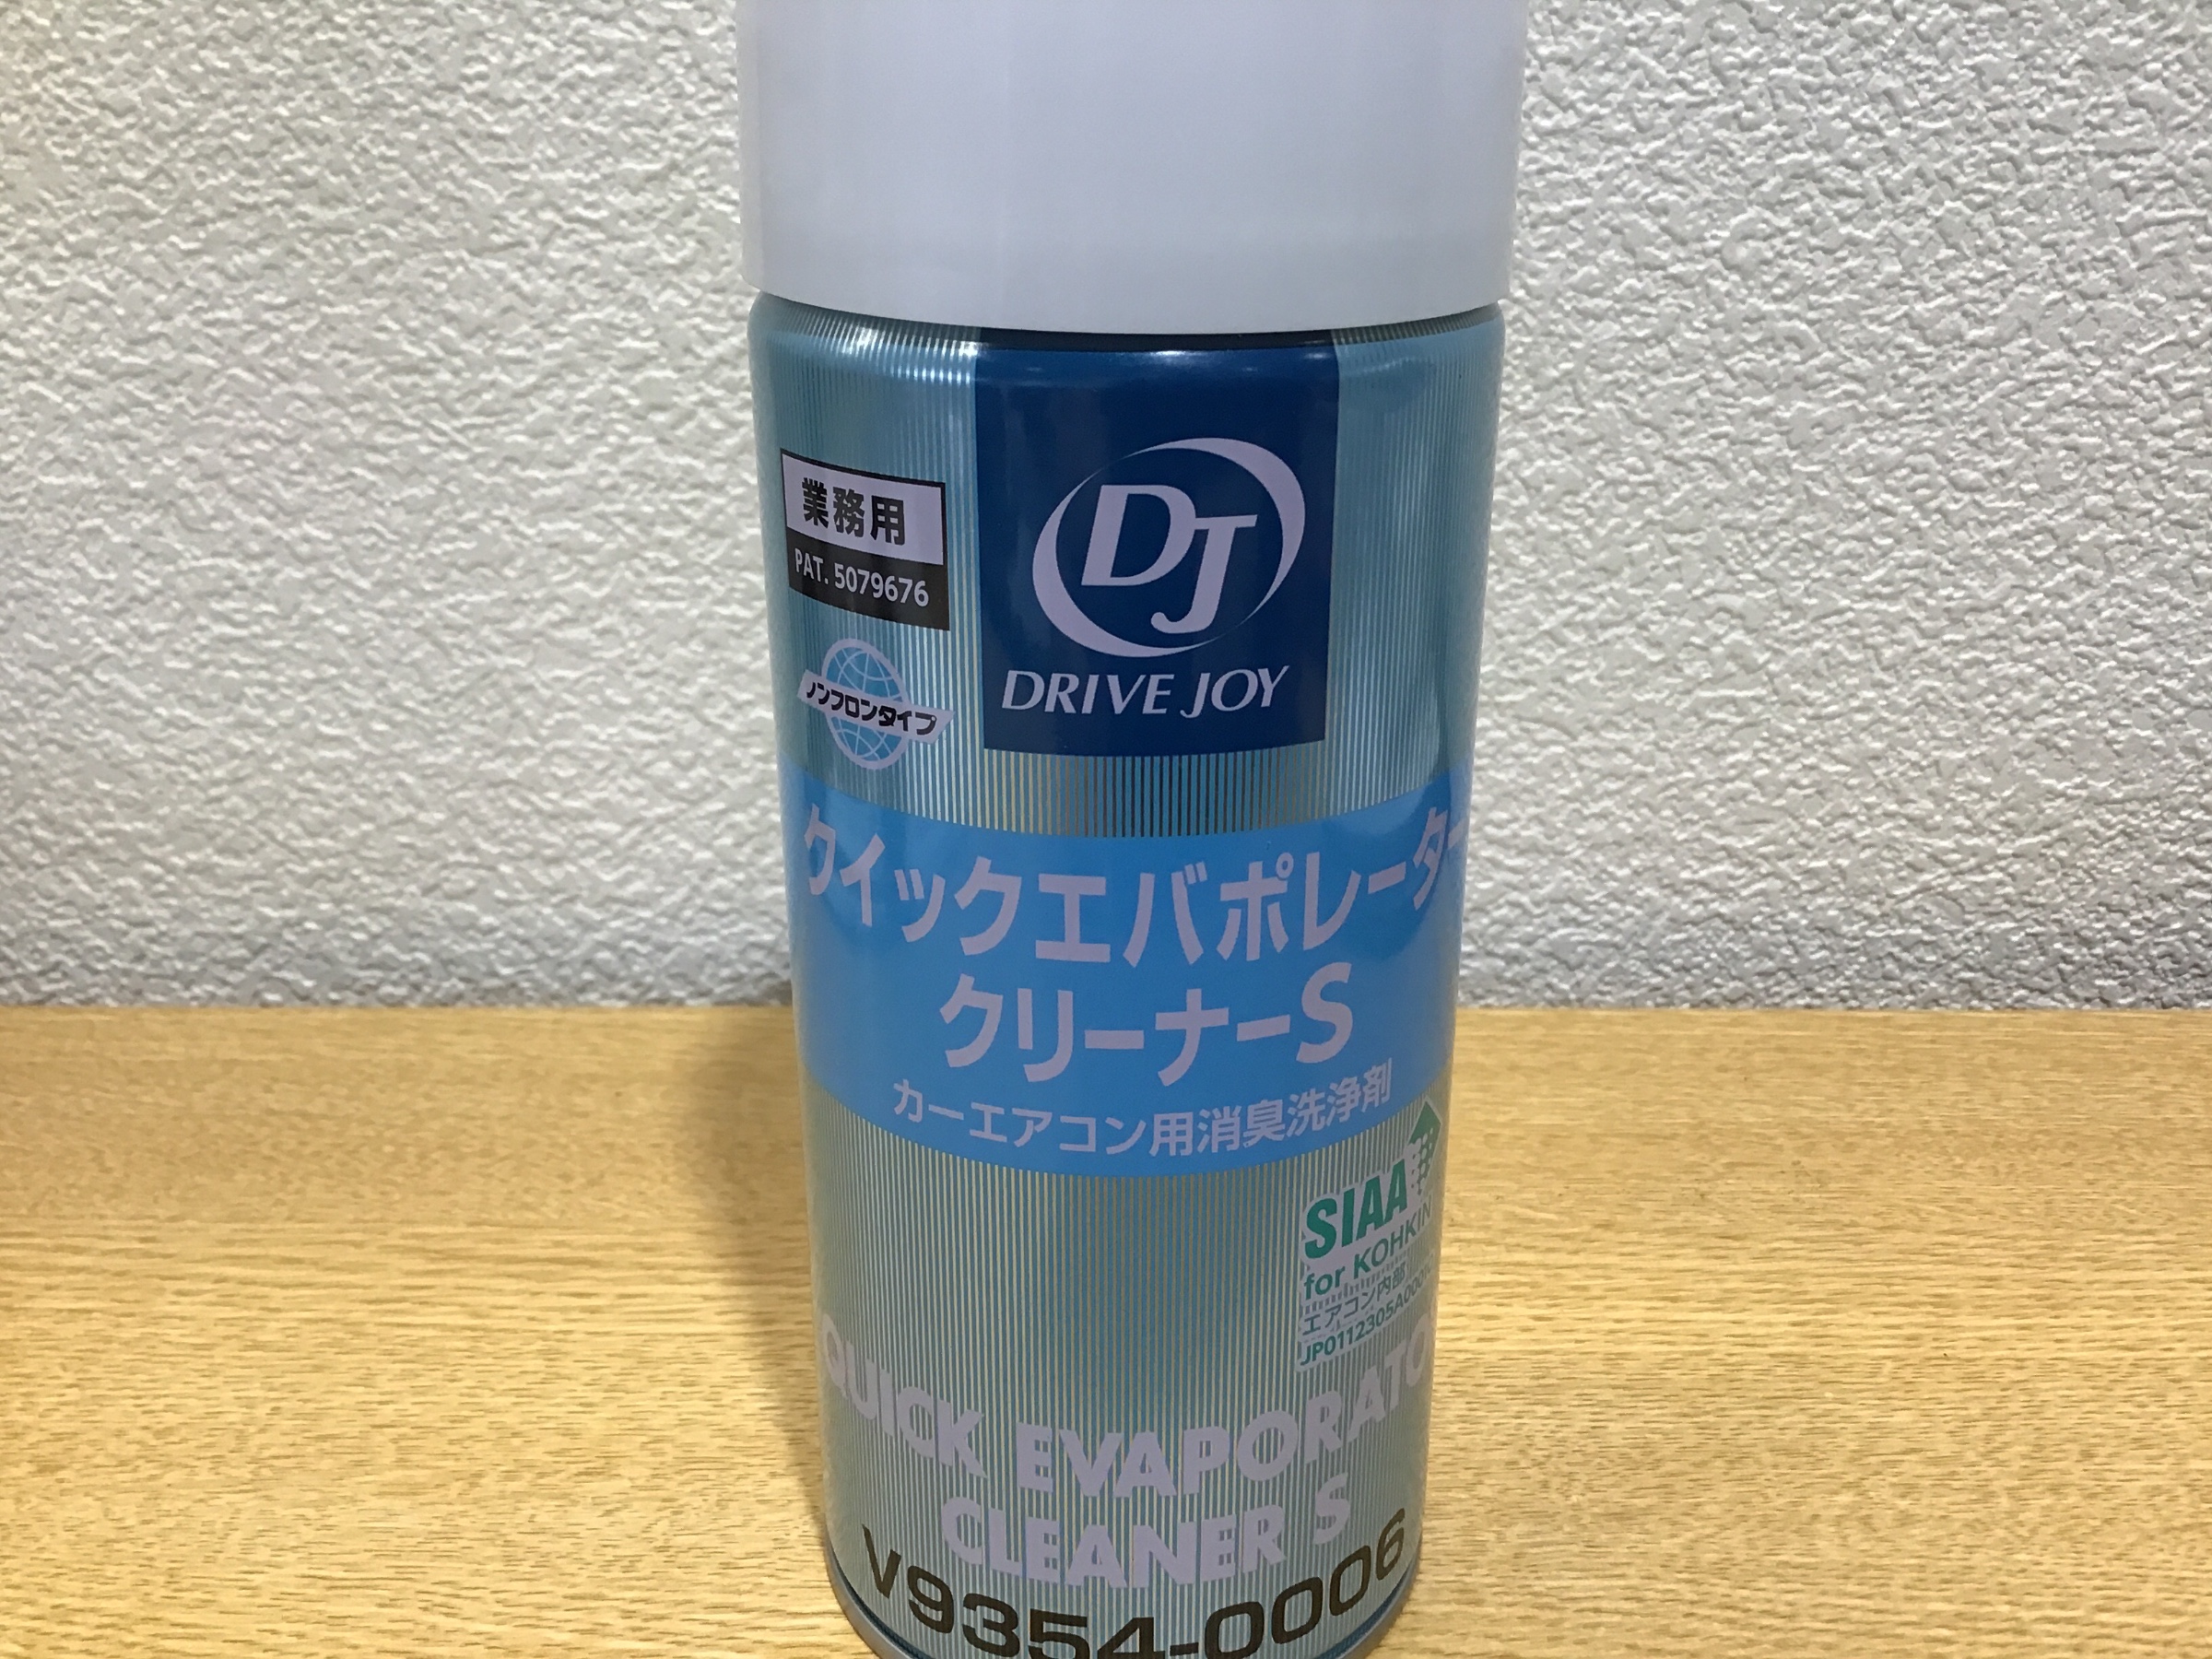 業務用
PAT. 5079676
ノンフロンタイプ
DJ
DRIVE JOY
クイックエバポレーター
クリーナーS
カーエアコン用消臭洗浄剤
SIAA
for KOHKIN
エアコン内部
QUICK EVAPORATO
CLEANER S
V9354-0006